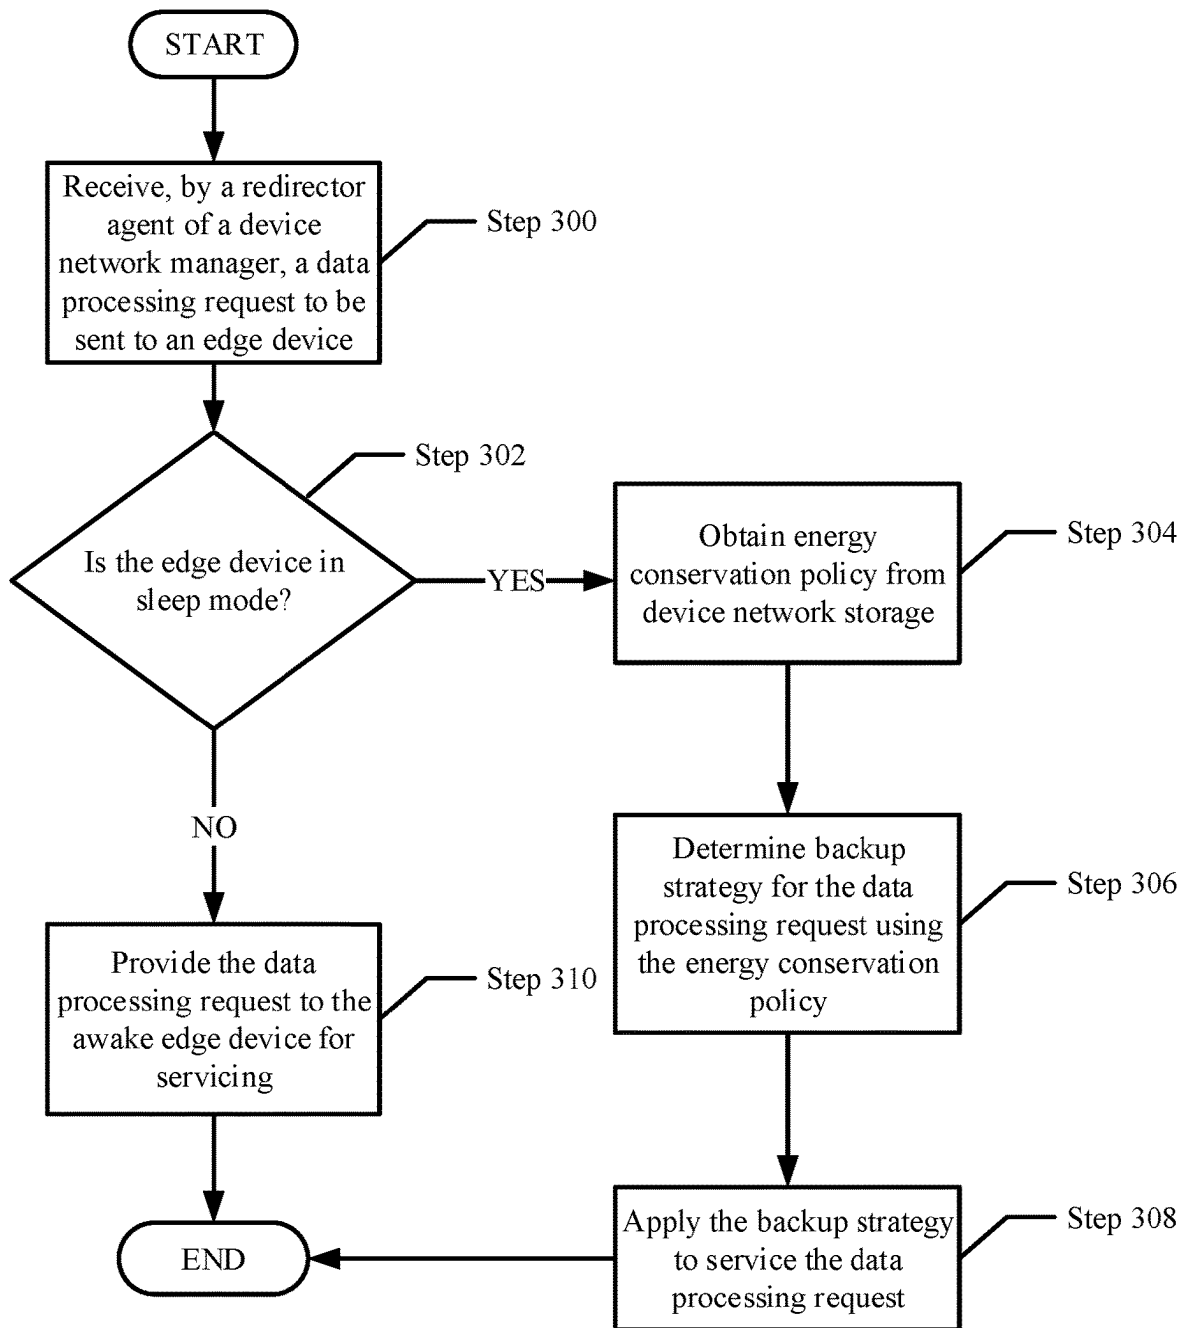 START
Receive, by a redirector
agent of a device
network manager, a data
processing request to be
sent to an edge device
Step 300
Step 302
Is the edge device in
sleep mode?
YES
Obtain energy
conservation policy from
device network storage
Step 304
NO
Determine backup
strategy for the data
processing request using
the energy conservation
policy
Step 306
Provide the data
processing request to the
awake edge device for
servicing
Step 310
Apply the backup strategy
to service the data
processing request
Step 308
END